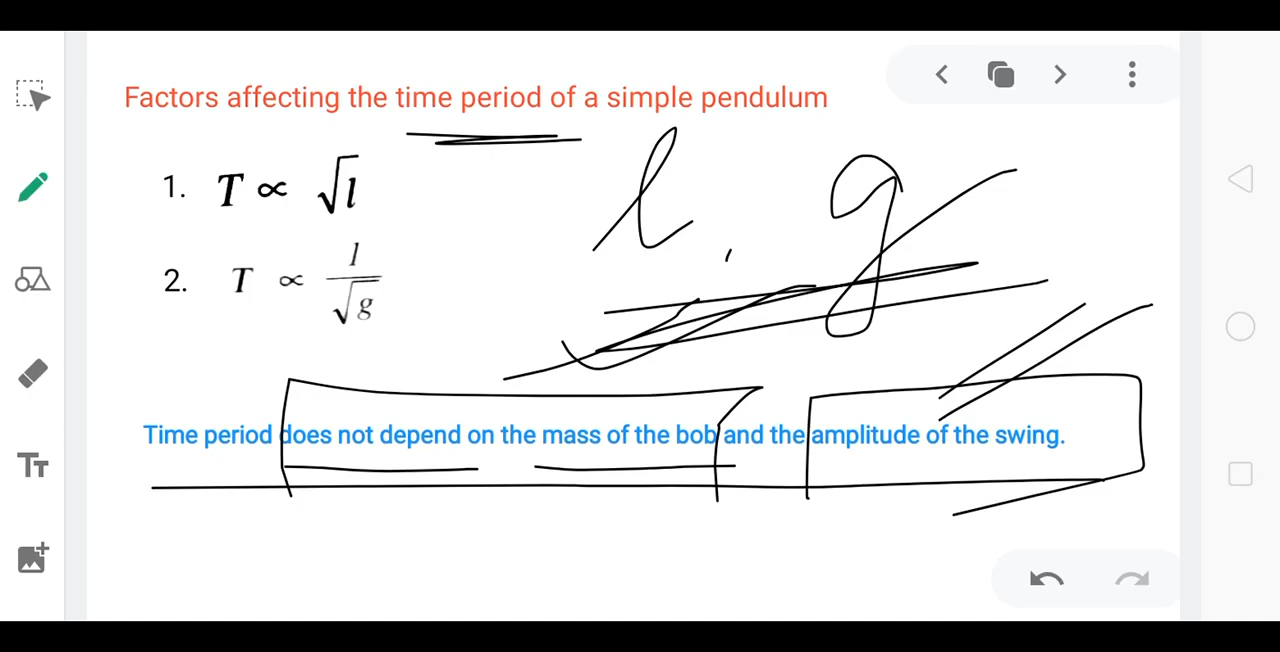 Factors affecting the time period of a simple pendulum
1. T ∝ √l
l, g
2. T ∝ 1/√g
Time period does not depend on the mass of the bob and the amplitude of the swing.
Tт